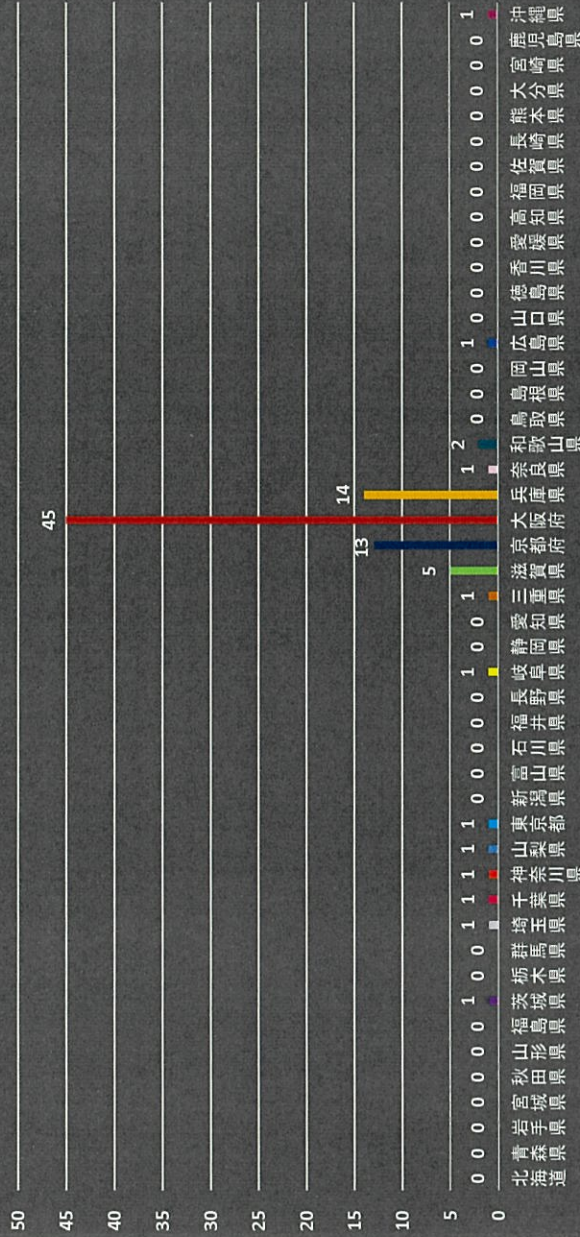 50
45
40
35
30
25
20
15
10
5
0
0 0 0 0 0 0 0 1 0 0 1 1 1 1 1 0 0 0 0 0 1 0 0 1 5 13 45 14 1 2 0 0 0 1 0 0 0 0 0 0 0 0 0 0 0 0 1
北海道
青森県
岩手県
宮城県
秋田県
山形県
福島県
茨城県
栃木県
群馬県
埼玉県
千葉県
神奈川県
山梨県
東京都
新潟県
富山県
石川県
福井県
長野県
岐阜県
静岡県
愛知県
三重県
滋賀県
京都府
大阪府
兵庫県
奈良県
和歌山県
鳥取県
島根県
岡山県
広島県
山口県
徳島県
香川県
愛媛県
高知県
福岡県
佐賀県
長崎県
熊本県
大分県
宮崎県
鹿児島県
沖縄県